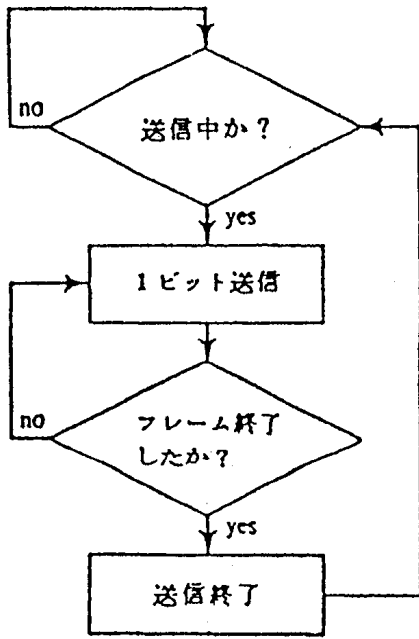 no
送信中か?
yes
1ビット送信
no
フレーム終了
したか?
yes
送信終了